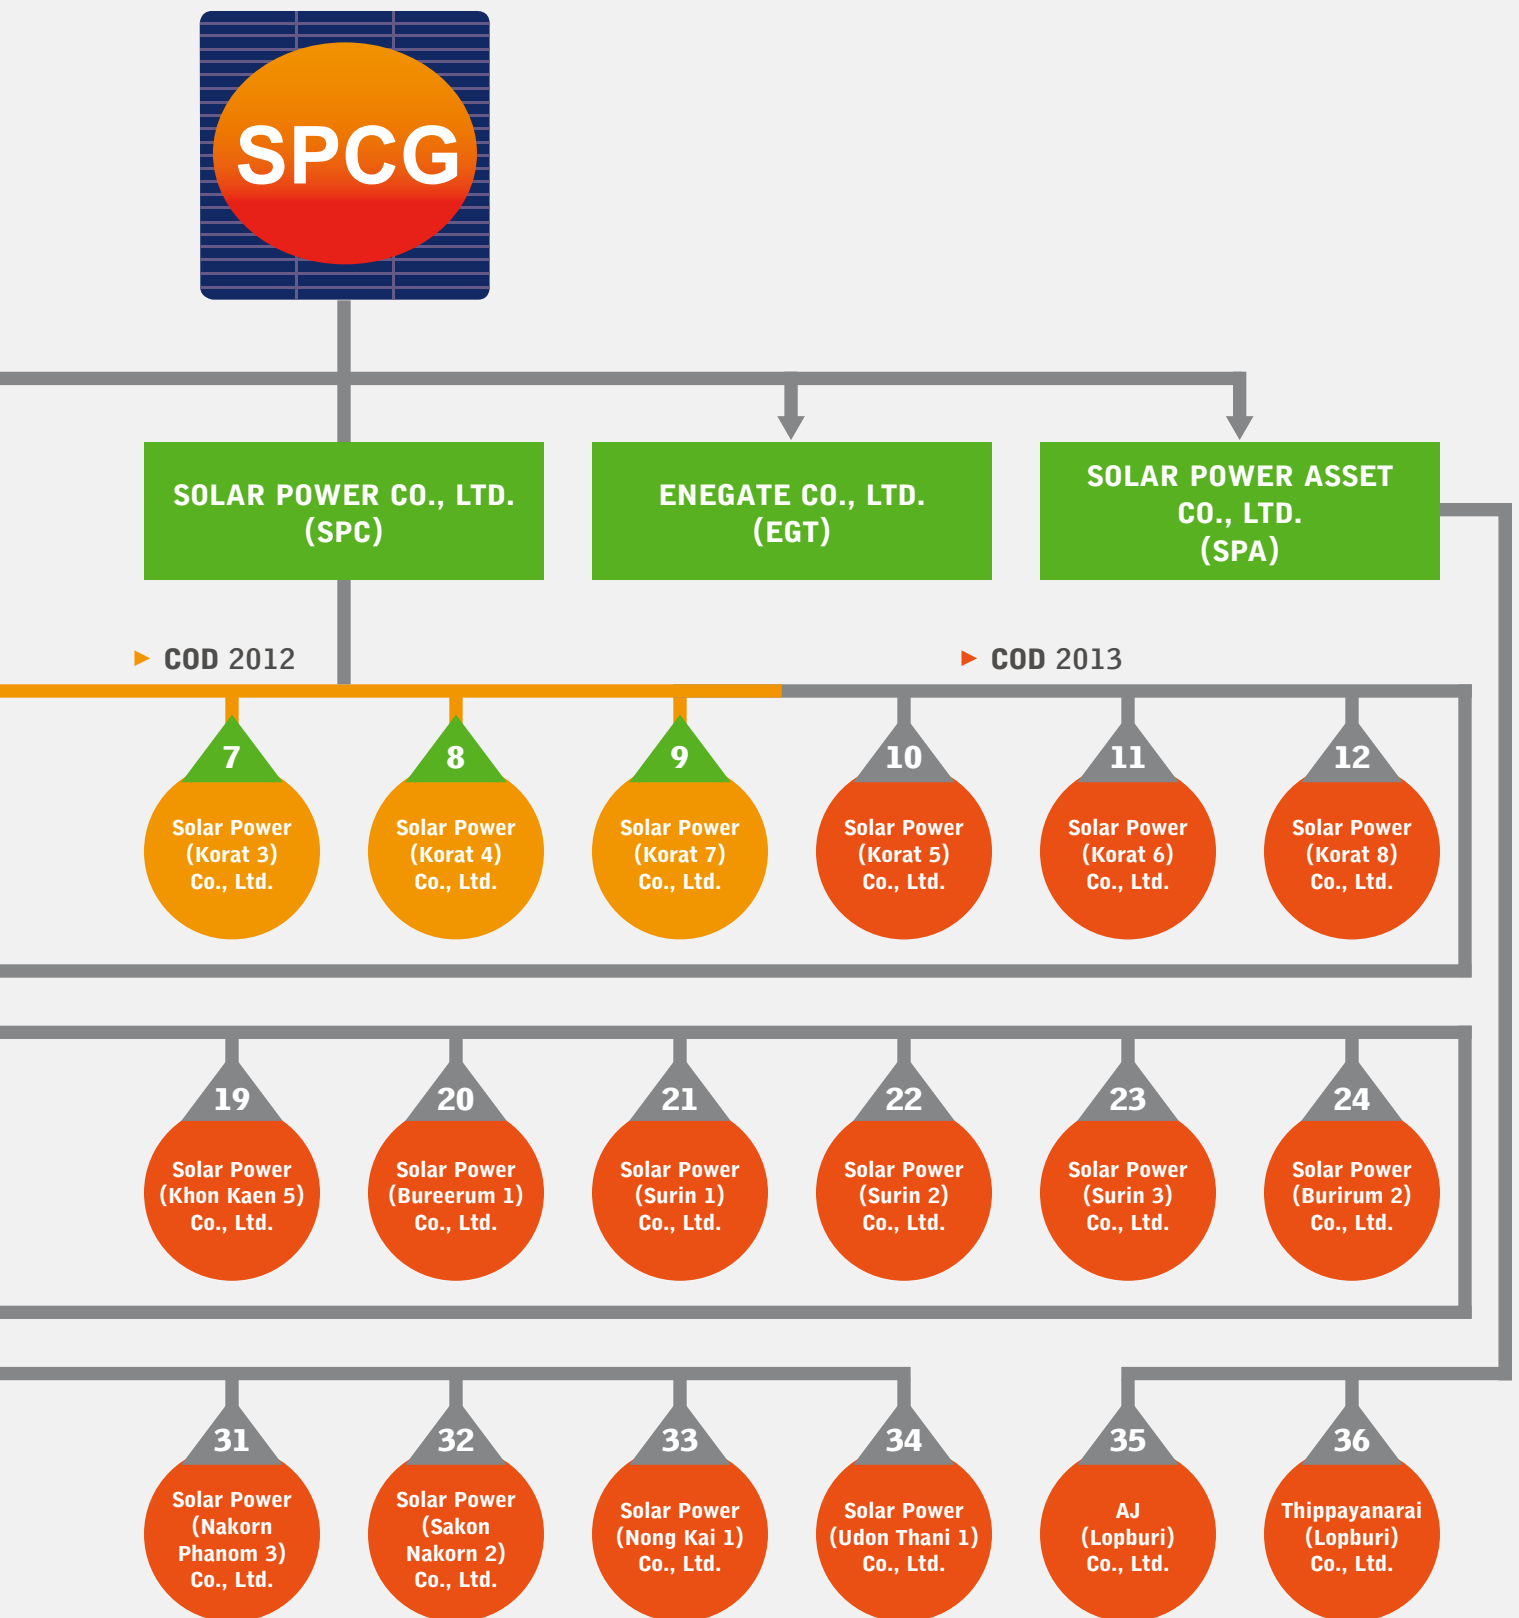 SPCG
SOLAR POWER CO., LTD.
(SPC)
ENEGATE CO., LTD.
(EGT)
SOLAR POWER ASSET
CO., LTD.
(SPA)
COD 2012
COD 2013
7
Solar Power
(Korat 3)
Co., Ltd.
8
Solar Power
(Korat 4)
Co., Ltd.
9
Solar Power
(Korat 7)
Co., Ltd.
10
Solar Power
(Korat 5)
Co., Ltd.
11
Solar Power
(Korat 6)
Co., Ltd.
12
Solar Power
(Korat 8)
Co., Ltd.
19
Solar Power
(Khon Kaen 5)
Co., Ltd.
20
Solar Power
(Bureerum 1)
Co., Ltd.
21
Solar Power
(Surin 1)
Co., Ltd.
22
Solar Power
(Surin 2)
Co., Ltd.
23
Solar Power
(Surin 3)
Co., Ltd.
24
Solar Power
(Burirum 2)
Co., Ltd.
31
Solar Power
(Nakorn
Phanom 3)
Co., Ltd.
32
Solar Power
(Sakon
Nakorn 2)
Co., Ltd.
33
Solar Power
(Nong Kai 1)
Co., Ltd.
34
Solar Power
(Udon Thani 1)
Co., Ltd.
35
AJ
(Lopburi)
Co., Ltd.
36
Thippayanarai
(Lopburi)
Co., Ltd.